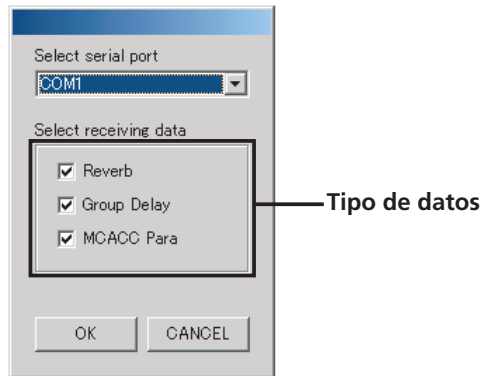 Select serial port
COM1
Select receiving data
Reverb
Group Delay
MCACC Para
Tipo de datos
OK CANCEL